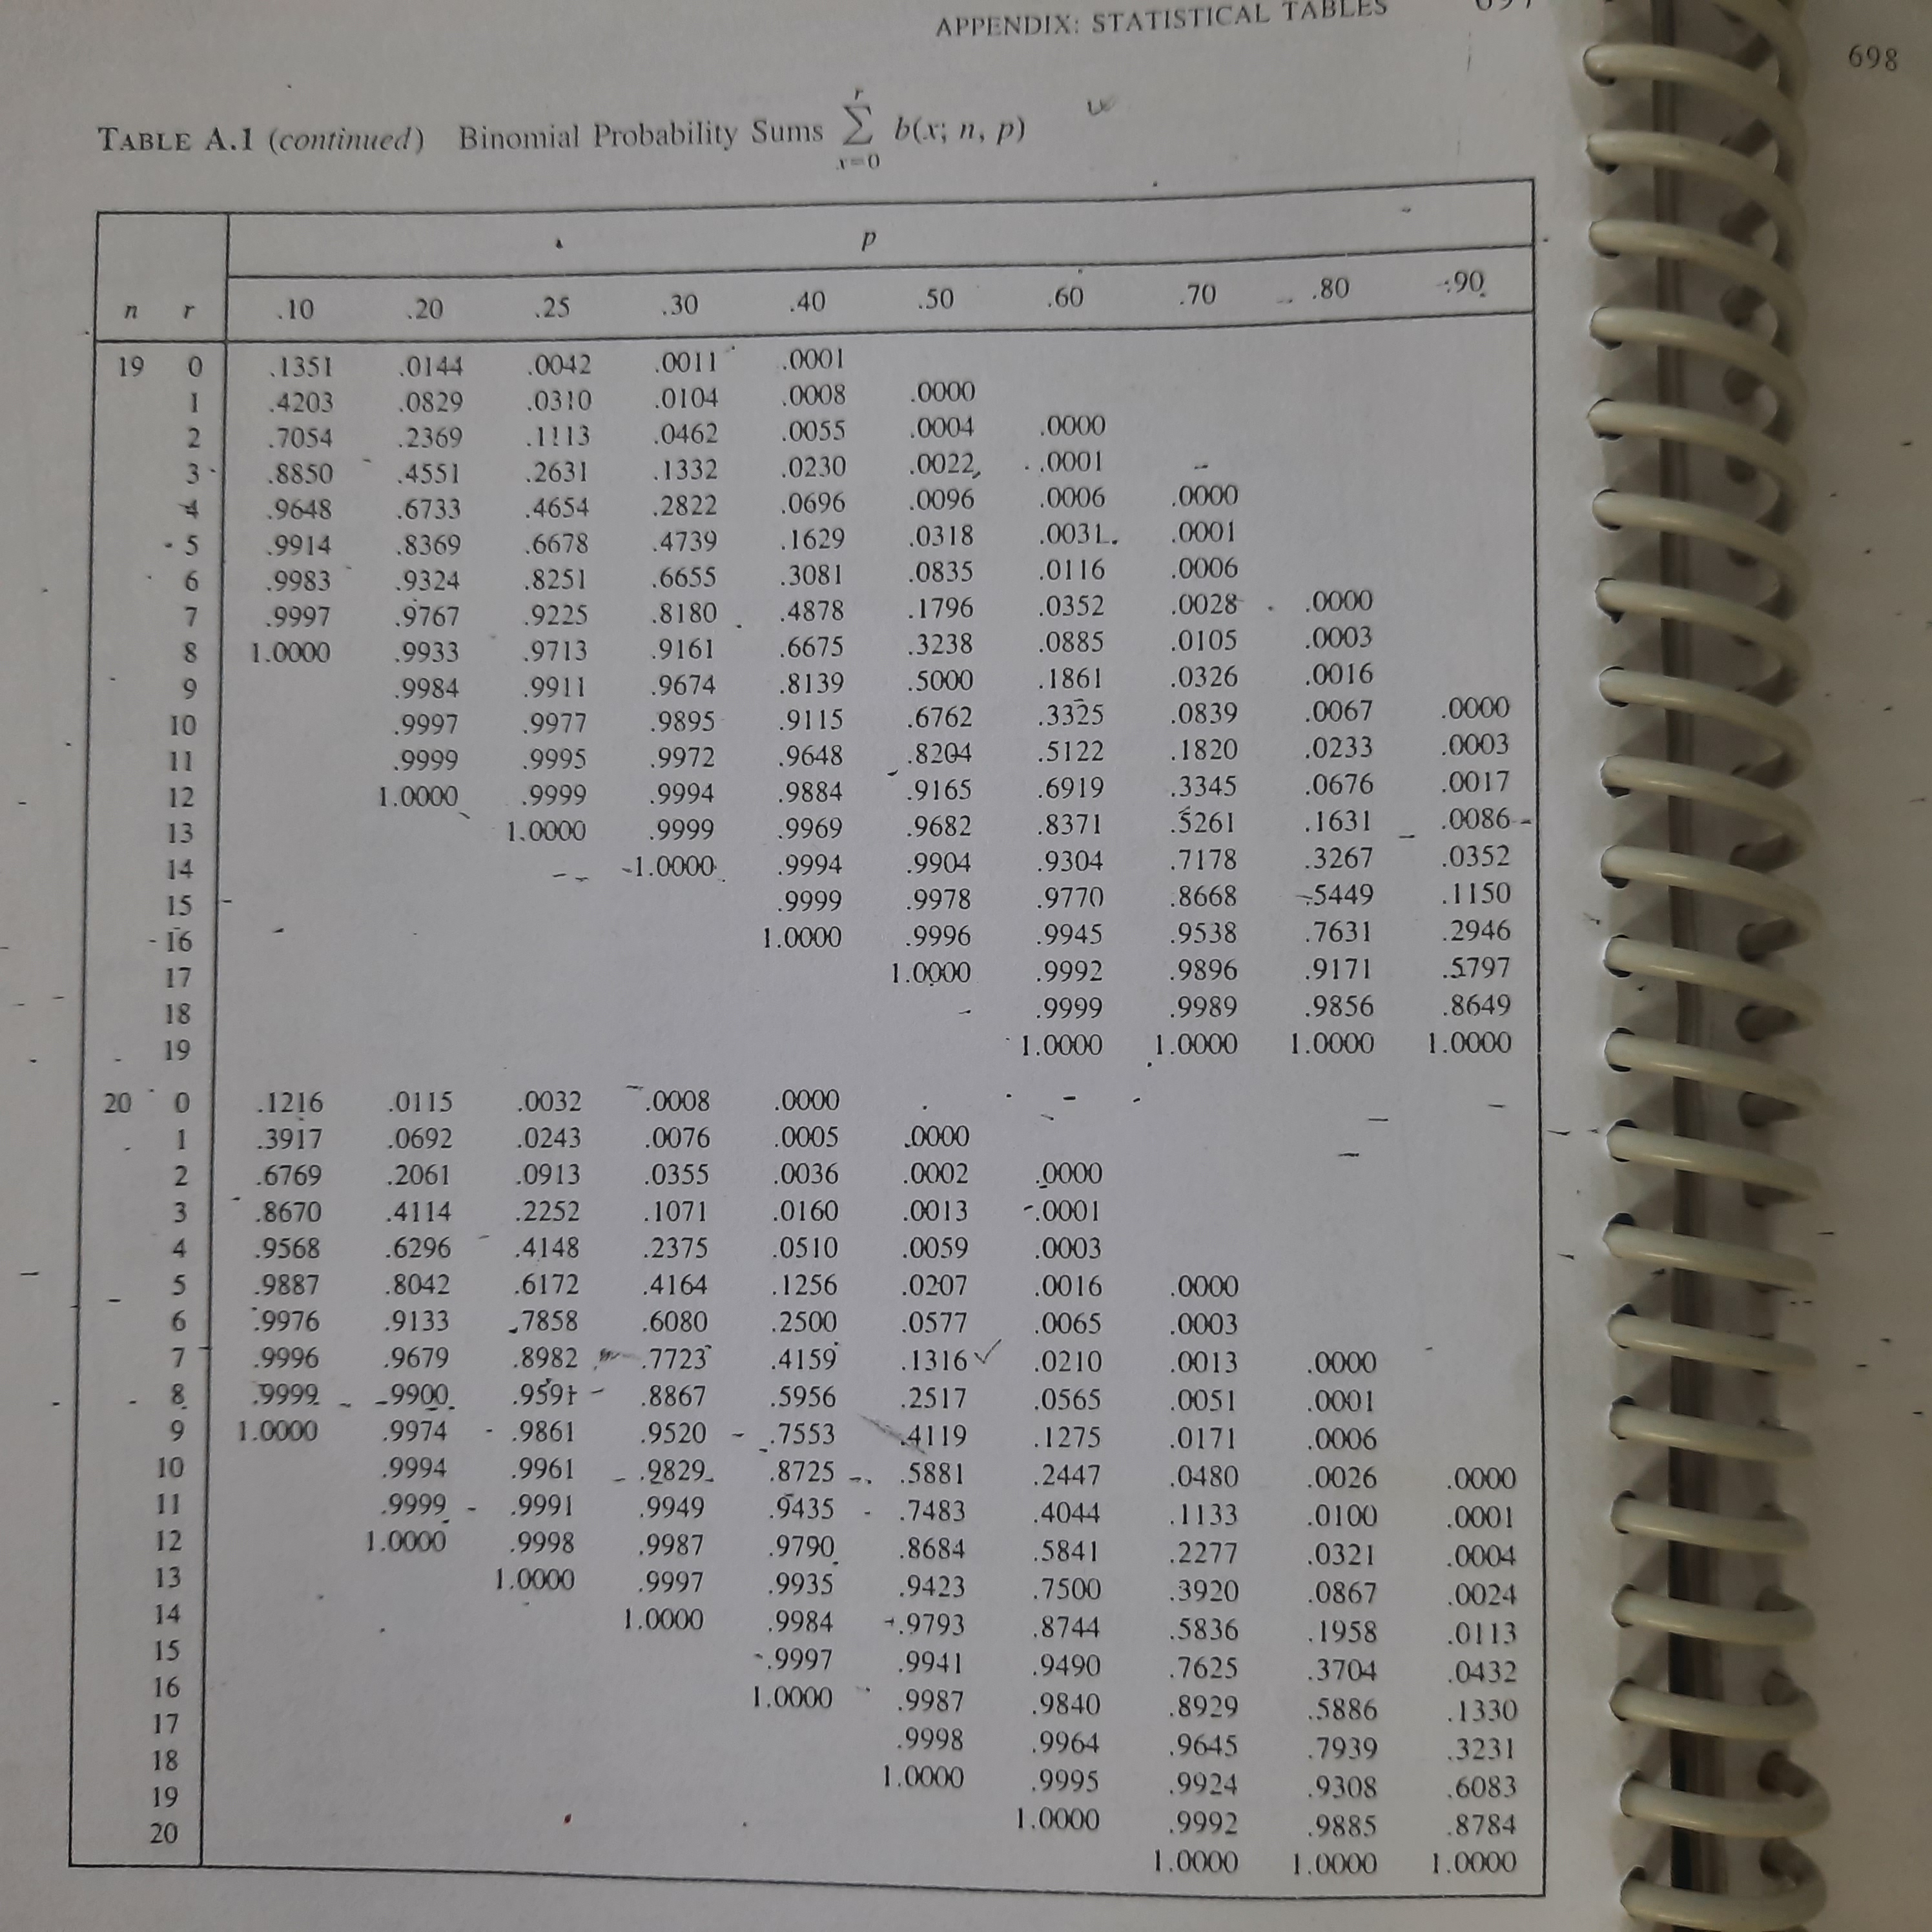 APPENDIX: STATISTICAL TABLES
698
TABLE A.1 (continued) Binomial Probability Sums ∑ b(x; n, p)
r
x=0
p
n r .10 .20 .25 .30 .40 .50 .60 .70 .80 .90
19 0 .1351 .0144 .0042 .0011 .0001
1 .4203 .0829 .0310 .0104 .0008 .0000
2 .7054 .2369 .1113 .0462 .0055 .0004 .0000
3 .8850 .4551 .2631 .1332 .0230 .0022 .0001
4 .9648 .6733 .4654 .2822 .0696 .0096 .0006 .0000
5 .9914 .8369 .6678 .4739 .1629 .0318 .0031 .0001
6 .9983 .9324 .8251 .6655 .3081 .0835 .0116 .0006
7 .9997 .9767 .9225 .8180 .4878 .1796 .0352 .0028 .0000
8 1.0000 .9933 .9713 .9161 .6675 .3238 .0885 .0105 .0003
9 .9984 .9911 .9674 .8139 .5000 .1861 .0326 .0016
10 .9997 .9977 .9895 .9115 .6762 .3325 .0839 .0067 .0000
11 .9999 .9995 .9972 .9648 .8204 .5122 .1820 .0233 .0003
12 1.0000 .9999 .9994 .9884 .9165 .6919 .3345 .0676 .0017
13 1.0000 .9999 .9969 .9682 .8371 .5261 .1631 .0086
14 1.0000 .9994 .9904 .9304 .7178 .3267 .0352
15 .9999 .9978 .9770 .8668 .5449 .1150
16 1.0000 .9996 .9945 .9538 .7631 .2946
17 1.0000 .9992 .9896 .9171 .5797
18 .9999 .9989 .9856 .8649
19 1.0000 1.0000 1.0000 1.0000
20 0 .1216 .0115 .0032 .0008 .0000
1 .3917 .0692 .0243 .0076 .0005 .0000
2 .6769 .2061 .0913 .0355 .0036 .0002 .0000
3 .8670 .4114 .2252 .1071 .0160 .0013 .0001
4 .9568 .6296 .4148 .2375 .0510 .0059 .0003
5 .9887 .8042 .6172 .4164 .1256 .0207 .0016 .0000
6 .9976 .9133 .7858 .6080 .2500 .0577 .0065 .0003
7 .9996 .9679 .8982 .7723 .4159 .1316 ✓ .0210 .0013 .0000
8 .9999 .9900 .9591 .8867 .5956 .2517 .0565 .0051 .0001
9 1.0000 .9974 .9861 .9520 .7553 .4119 .1275 .0171 .0006
10 .9994 .9961 .9829 .8725 .5881 .2447 .0480 .0026 .0000
11 .9999 .9991 .9949 .9435 .7483 .4044 .1133 .0100 .0001
12 1.0000 .9998 .9987 .9790 .8684 .5841 .2277 .0321 .0004
13 1.0000 .9997 .9935 .9423 .7500 .3920 .0867 .0024
14 1.0000 .9984 .9793 .8744 .5836 .1958 .0113
15 .9997 .9941 .9490 .7625 .3704 .0432
16 1.0000 .9987 .9840 .8929 .5886 .1330
17 .9998 .9964 .9645 .7939 .3231
18 1.0000 .9995 .9924 .9308 .6083
19 1.0000 .9992 .9885 .8784
20 1.0000 1.0000 1.0000